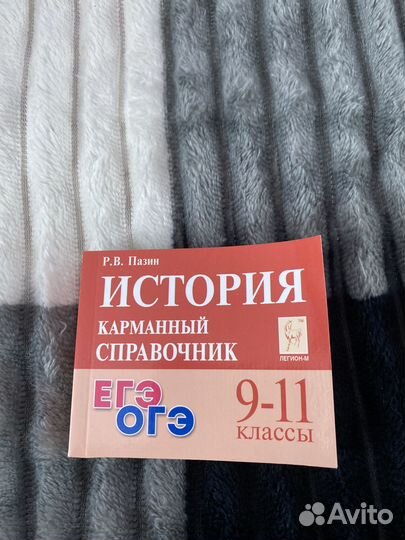 Р.В. Пазин
ИСТОРИЯ
КАРМАННЫЙ
СПРАВОЧНИК
ЛЕГИОН-М
ЕГЭ
ОГЭ
9-11
классы
Avito